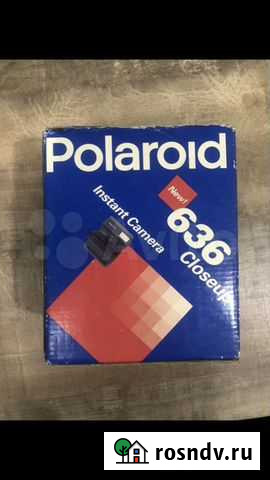 Polaroid
New!
636
Closeup
Instant Camera
rosndv.ru